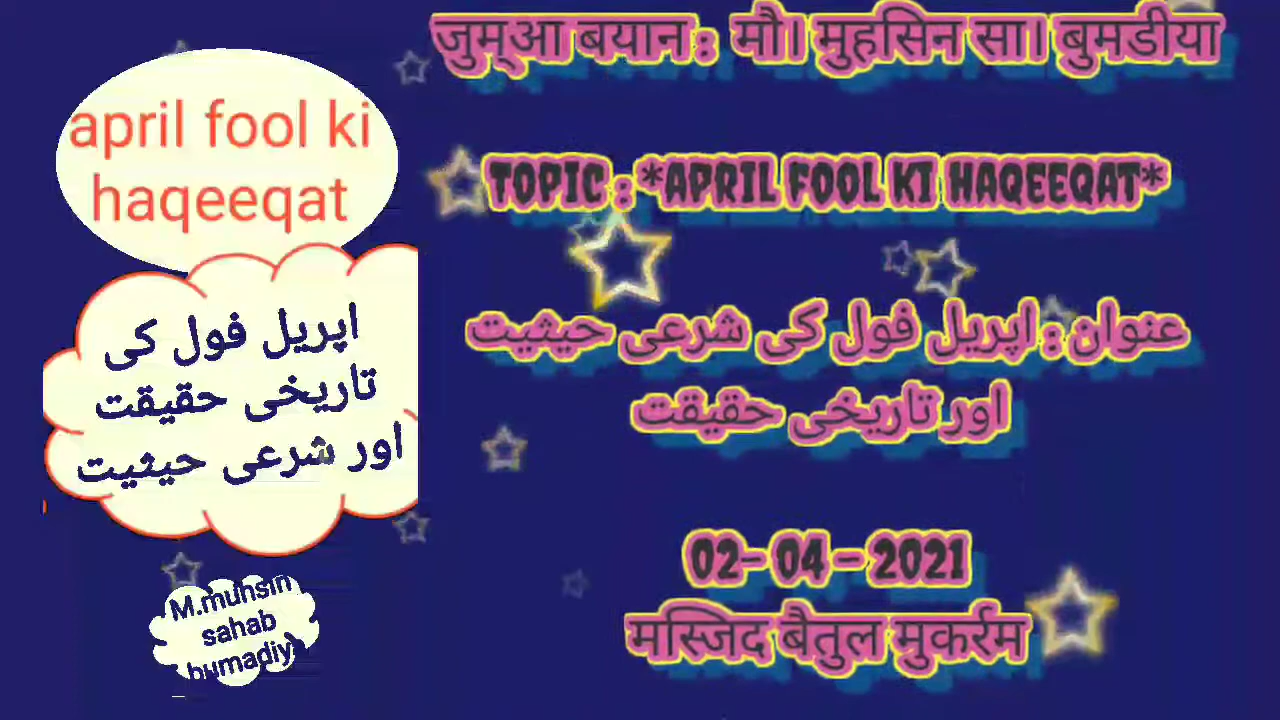 जुम्आ बयान : मौ। मुहसिन सा। बुमडीया
TOPIC : *APRIL FOOL KI HAQEEQAT*
عنوان : اپریل فول کی شرعی حیثیت
اور تاریخی حقیقت
02- 04 - 2021
मस्जिद बैतुल मुकर्रम
april fool ki
haqeeqat
اپریل فول کی
تاریخی حقیقت
اور شرعی حیثیت
M.muhsin
sahab